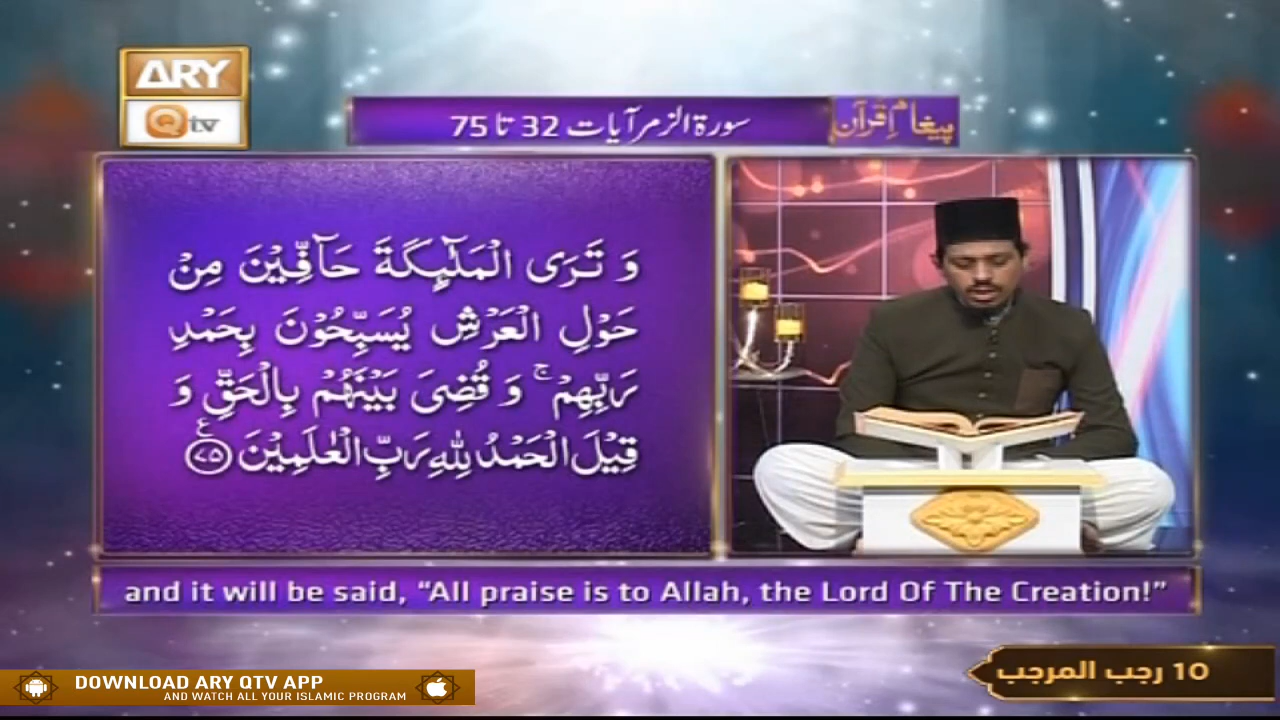 ARY
Qtv
پیغامِ قرآن
سورۃ الزمر آیات 32 تا 75
وَ تَرَى الْمَلٰٓئِكَةَ حَآفِّیْنَ مِنْ
حَوْلِ الْعَرْشِ یُسَبِّحُوْنَ بِحَمْدِ
رَبِّهِمْ ۚ وَ قُضِیَ بَیْنَهُمْ بِالْحَقِّ وَ
قِیْلَ الْحَمْدُ لِلّٰهِ رَبِّ الْعٰلَمِیْنَ ﴿۷۵﴾ ع
and it will be said, “All praise is to Allah, the Lord Of The Creation!”
10 رجب المرجب
DOWNLOAD ARY QTV APP
AND WATCH ALL YOUR ISLAMIC PROGRAM